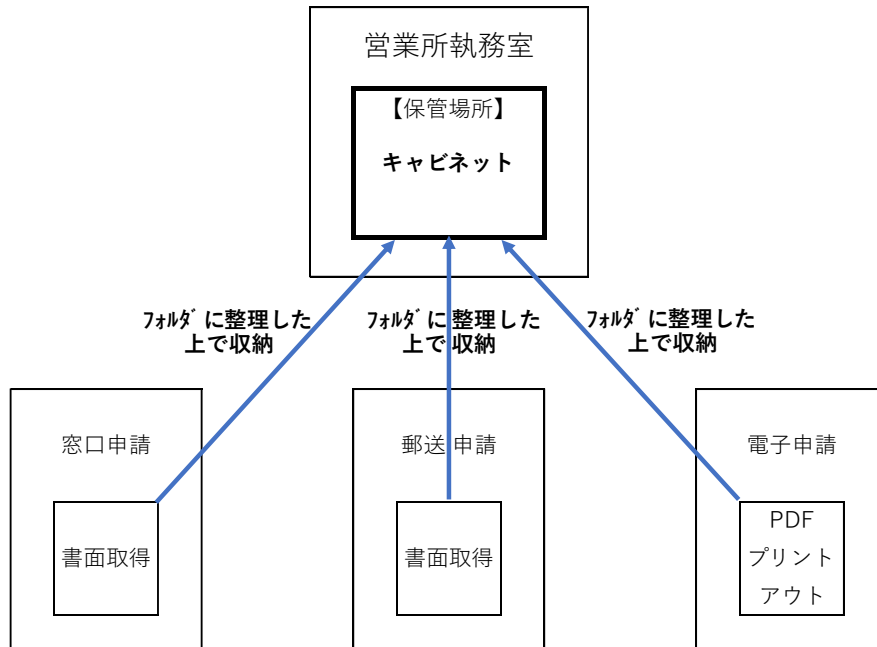 営業所執務室
【保管場所】
キャビネット
ﾌｫﾙﾀﾞに整理した
上で収納
ﾌｫﾙﾀﾞに整理した
上で収納
ﾌｫﾙﾀﾞに整理した
上で収納
窓口申請
書面取得
郵送申請
書面取得
電子申請
PDF
プリント
アウト